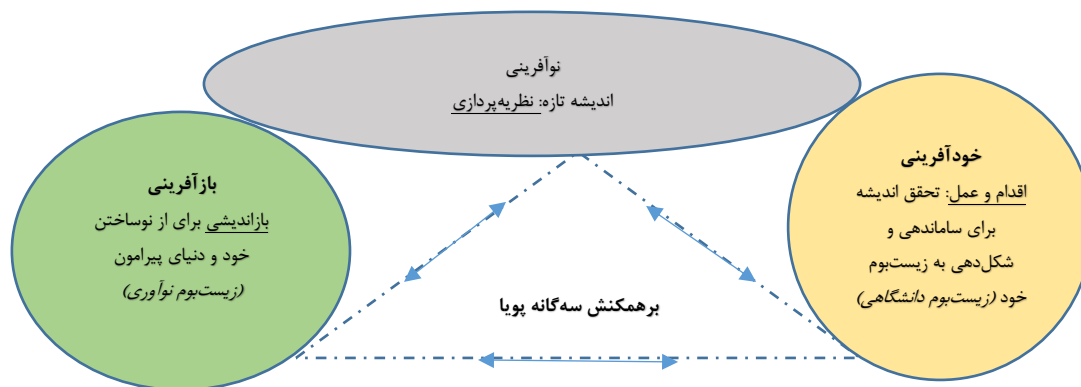 نوآفرینی
اندیشه تازه: نظریه‌پردازی
خودآفرینی
اقدام و عمل: تحقق اندیشه
برای ساماندهی و
شکل‌دهی به زیست‌بوم
خود (زیست‌بوم دانشگاهی)
بازآفرینی
بازاندیشی برای از نوساختن
خود و دنیای پیرامون
(زیست‌بوم نوآوری)
برهمکنش سه‌گانه پویا